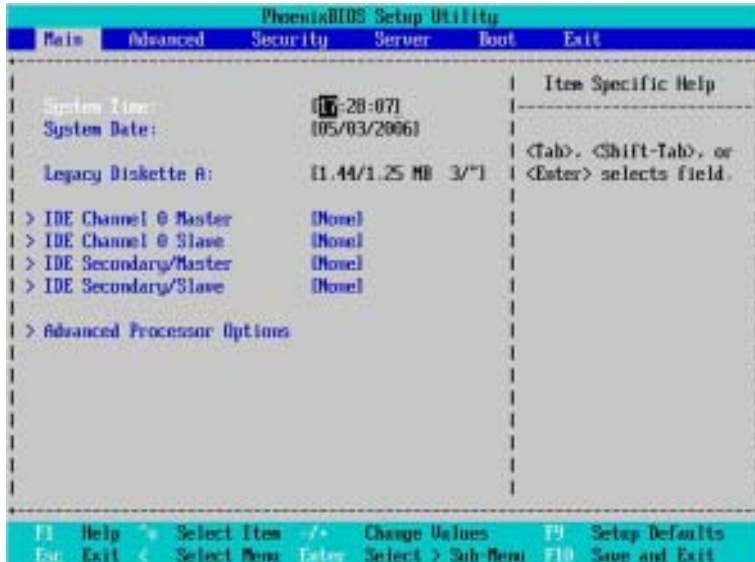 PhoenixBIOS Setup Utility
Main Advanced Security Server Boot Exit
Item Specific Help
System Time: [17:28:07]
System Date: [05/03/2006]
<Tab>, <Shift-Tab>, or
<Enter> selects field.
Legacy Diskette A: [1.44/1.25 MB 3/"]
> IDE Channel 0 Master [None]
> IDE Channel 0 Slave [None]
> IDE Secondary/Master [None]
> IDE Secondary/Slave [None]
> Advanced Processor Options
F1 Help Select Item -/+ Change Values F9 Setup Defaults
Esc Exit < Select Menu Enter Select > Sub-Menu F10 Save and Exit